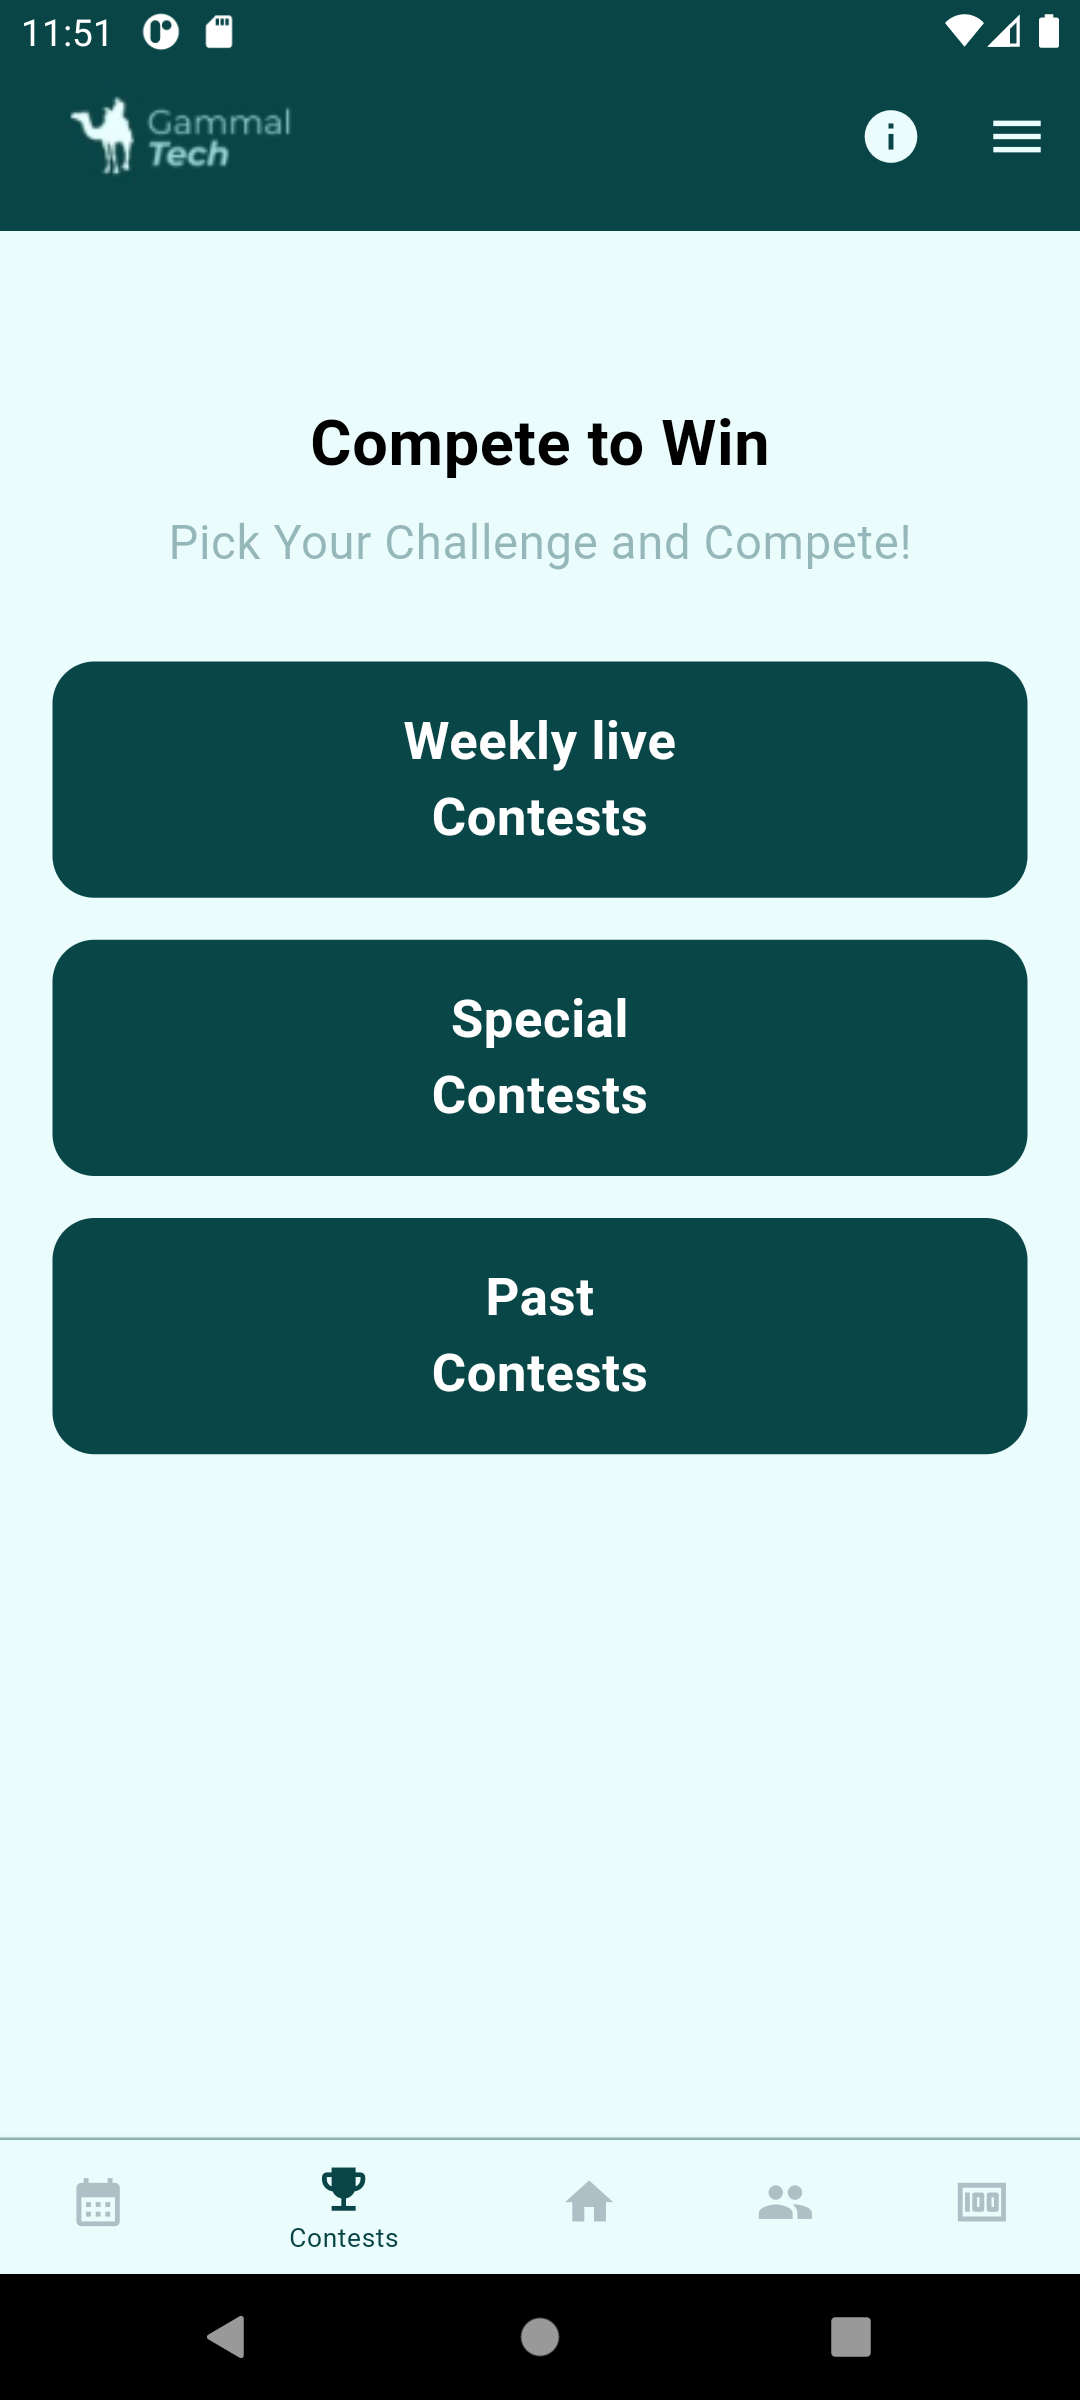 11:51
Gammal
Tech
Compete to Win
Pick Your Challenge and Compete!
Weekly live
Contests
Special
Contests
Past
Contests
Contests